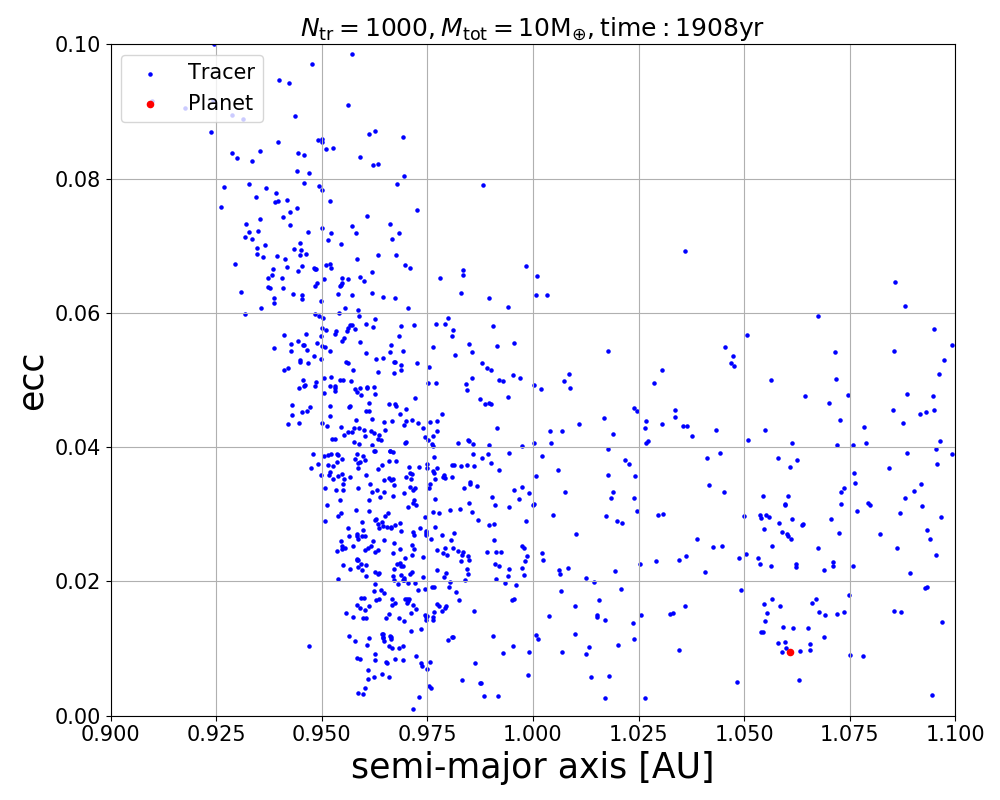 N_tr = 1000, M_tot = 10M_⊕, time : 1908yr
Tracer
Planet
ecc
0.10
0.08
0.06
0.04
0.02
0.00
0.900 0.925 0.950 0.975 1.000 1.025 1.050 1.075 1.100
semi-major axis [AU]